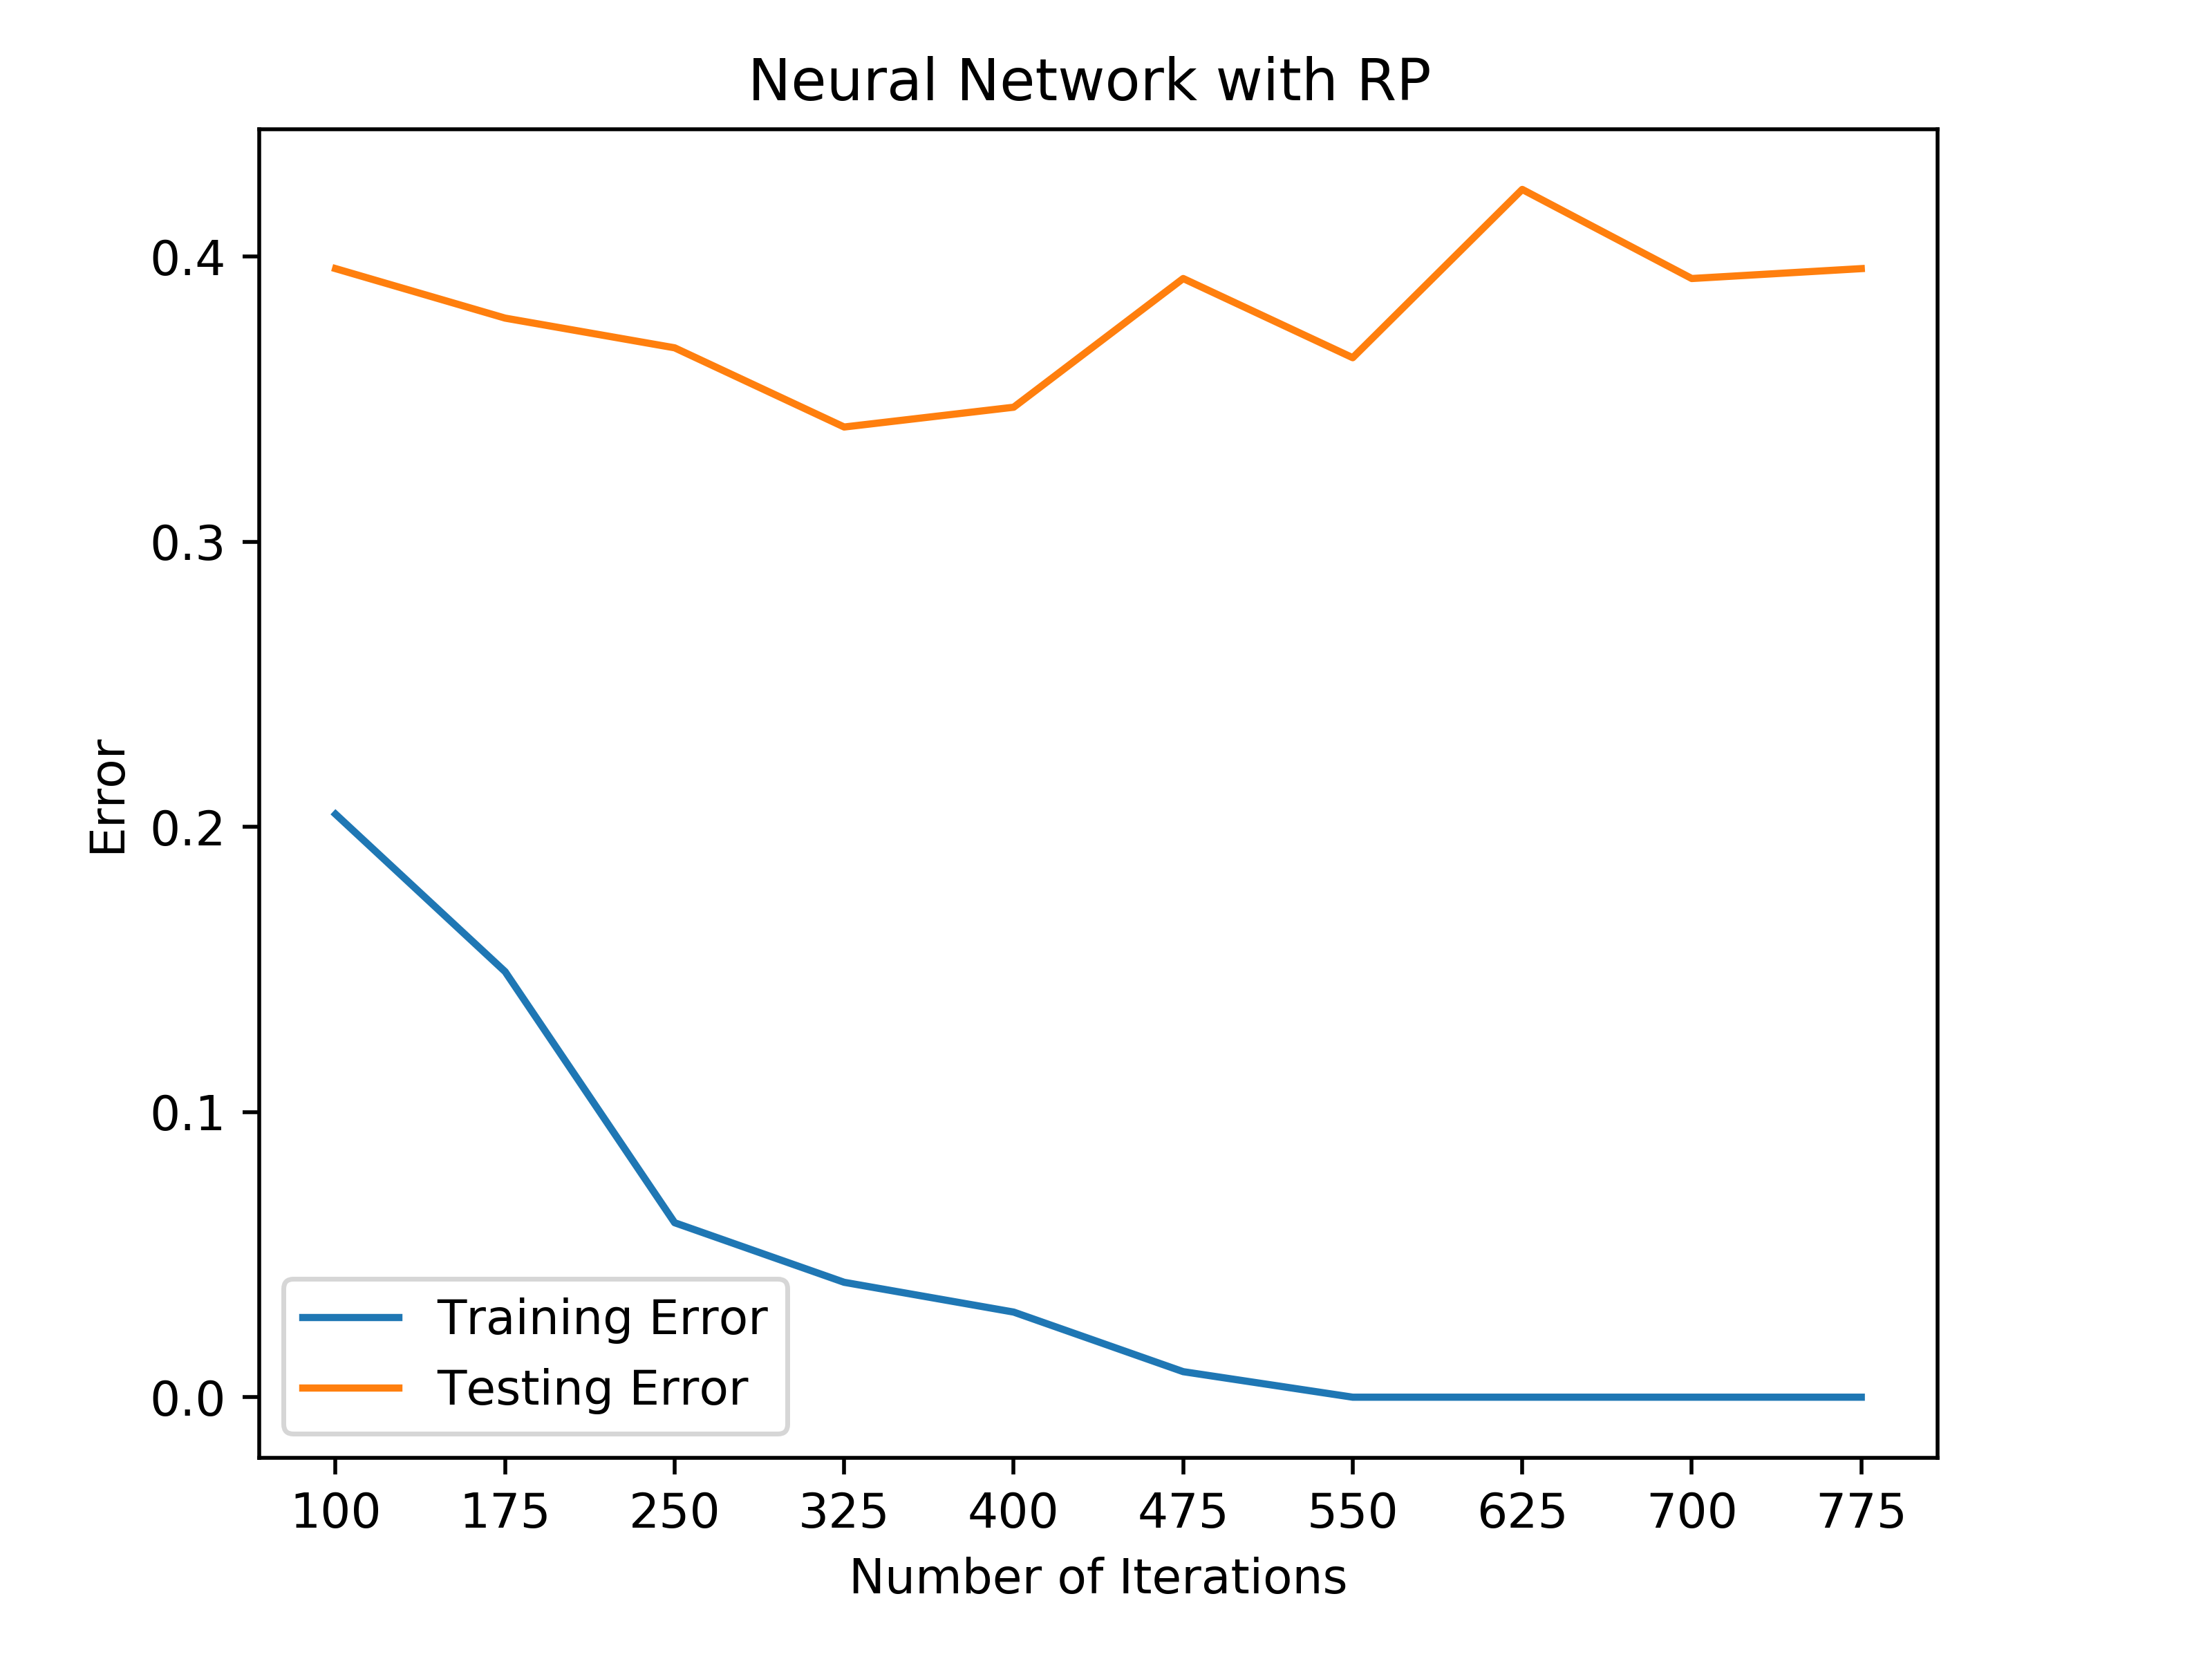 Neural Network with RP
0.4
0.3
0.2
0.1
0.0
Error
Training Error
Testing Error
100 175 250 325 400 475 550 625 700 775
Number of Iterations